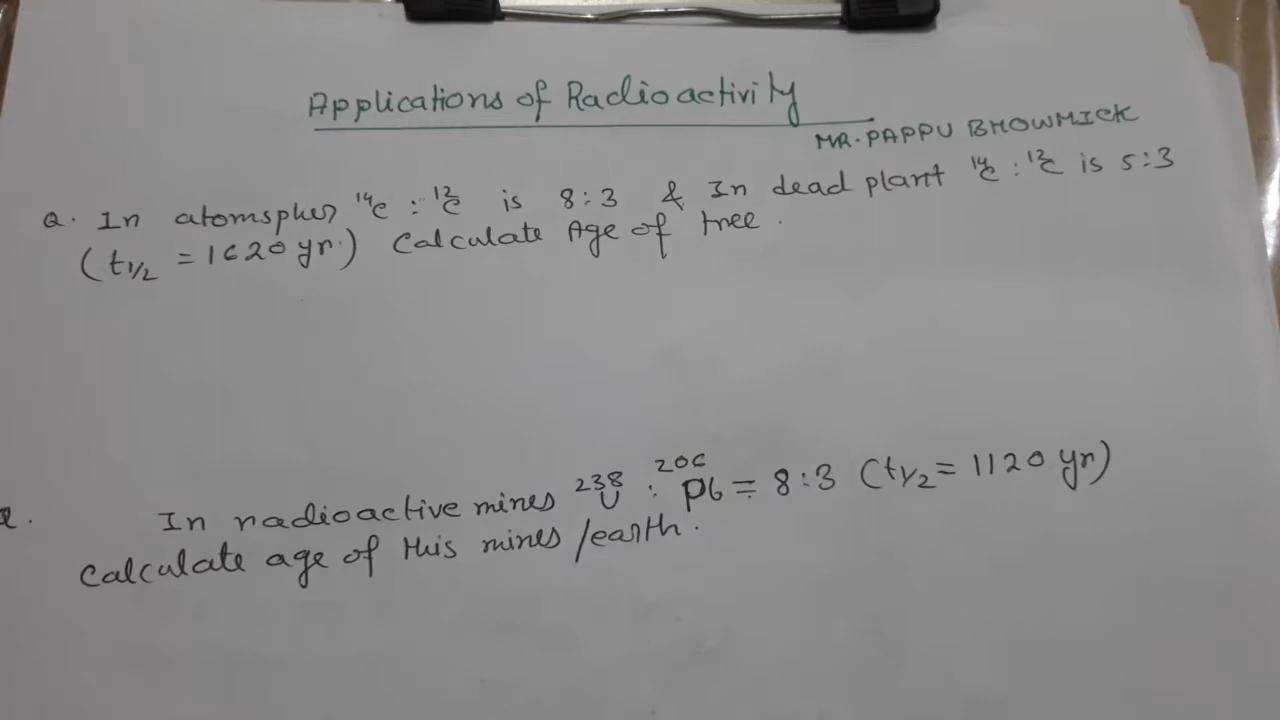 Applications of Radioactivity
MR. PAPPU BHOWMICK
Q. In atomspher ¹⁴C : ¹²C is 8:3 & In dead plant ¹⁴C : ¹²C is 5:3
(t1/2 = 1620 yr.) Calculate Age of tree.
In radioactive mines ²³⁸U : ²⁰⁶Pb = 8:3 (t1/2 = 1120 yr)
Calculate age of this mines /earth.